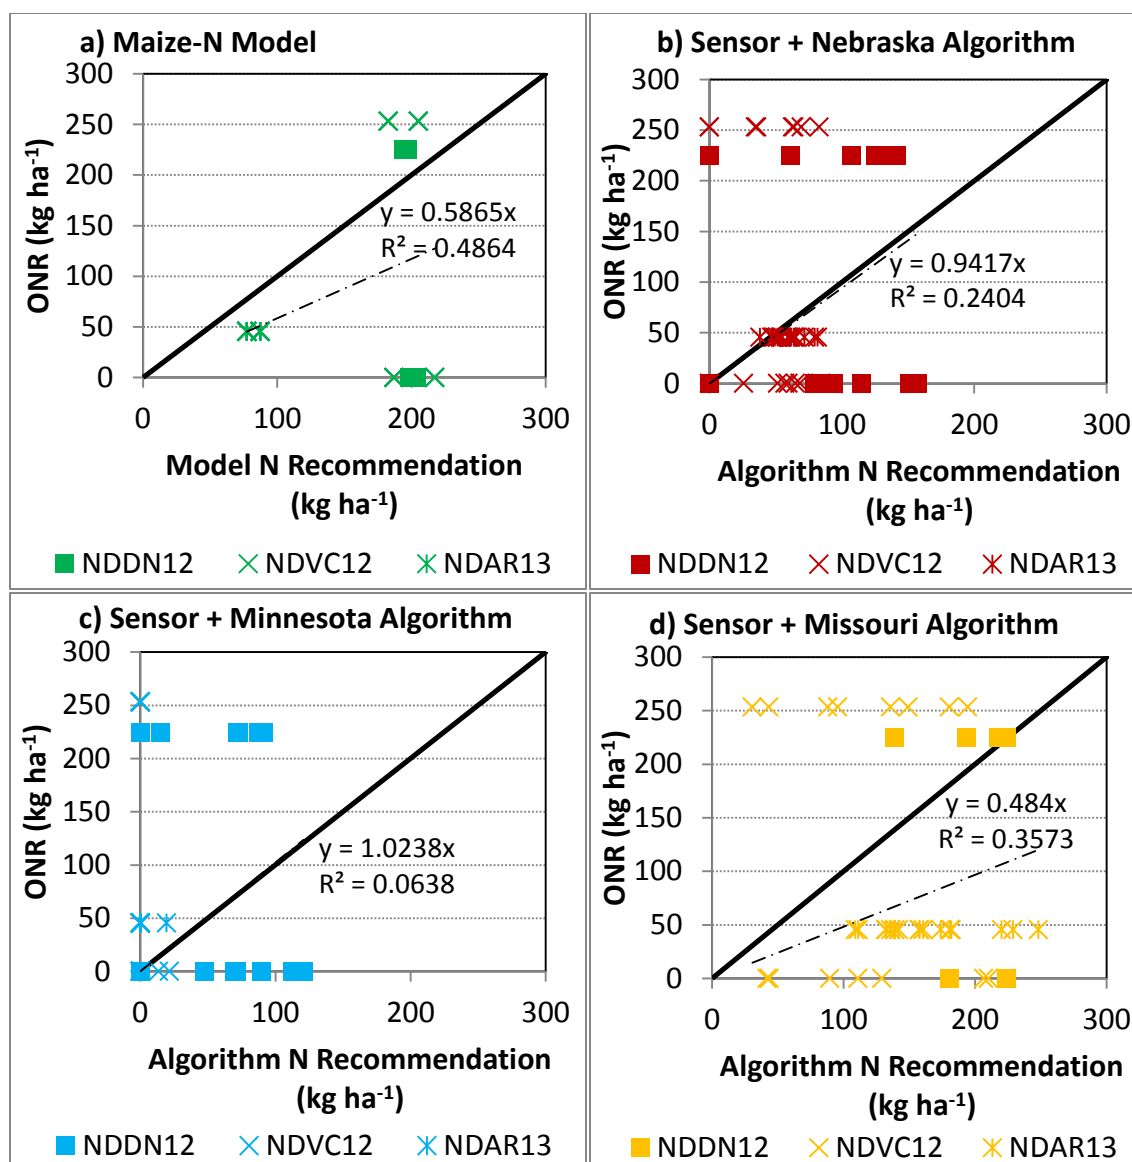 a) Maize-N Model
300
250
200
150
100
50
0
ONR (kg ha⁻¹)
y = 0.5865x
R² = 0.4864
0 100 200 300
Model N Recommendation
(kg ha⁻¹)
NDDN12 NDVC12 NDAR13
b) Sensor + Nebraska Algorithm
300
250
200
150
100
50
0
ONR (kg ha⁻¹)
y = 0.9417x
R² = 0.2404
0 100 200 300
Algorithm N Recommendation
(kg ha⁻¹)
NDDN12 NDVC12 NDAR13
c) Sensor + Minnesota Algorithm
300
250
200
150
100
50
0
ONR (kg ha⁻¹)
y = 1.0238x
R² = 0.0638
0 100 200 300
Algorithm N Recommendation
(kg ha⁻¹)
NDDN12 NDVC12 NDAR13
d) Sensor + Missouri Algorithm
300
250
200
150
100
50
0
ONR (kg ha⁻¹)
y = 0.484x
R² = 0.3573
0 100 200 300
Algorithm N Recommendation
(kg ha⁻¹)
NDDN12 NDVC12 NDAR13